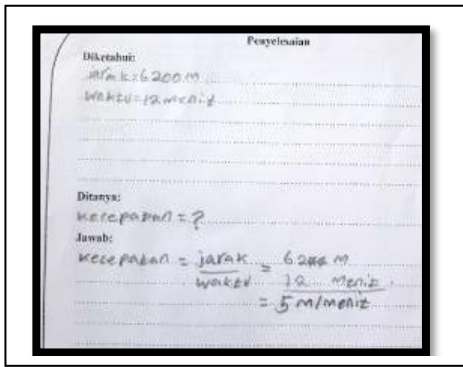 Penyelesaian
Diketahui:
Jarak = 6200 M
waktu = 12 menit
Ditanya:
kecepatan = ?
Jawab:
kecepatan = jarak = 62 M
waktu 12 Menit
= 5 m/menit